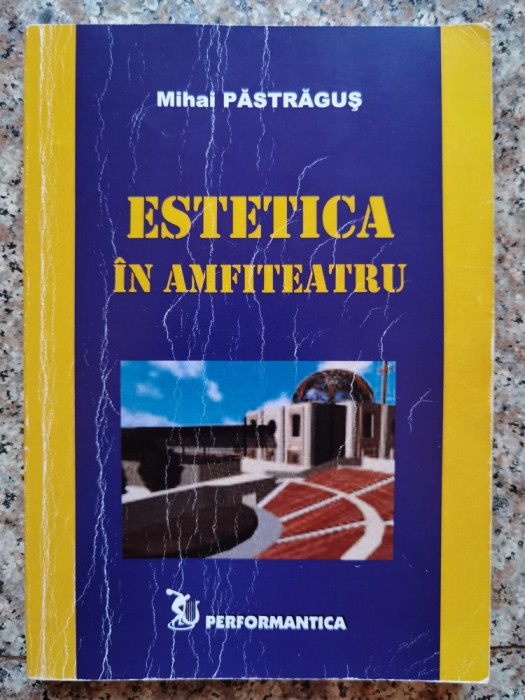 Mihai PĂSTRĂGUŞ
ESTETICA
ÎN AMFITEATRU
PERFORMANTICA